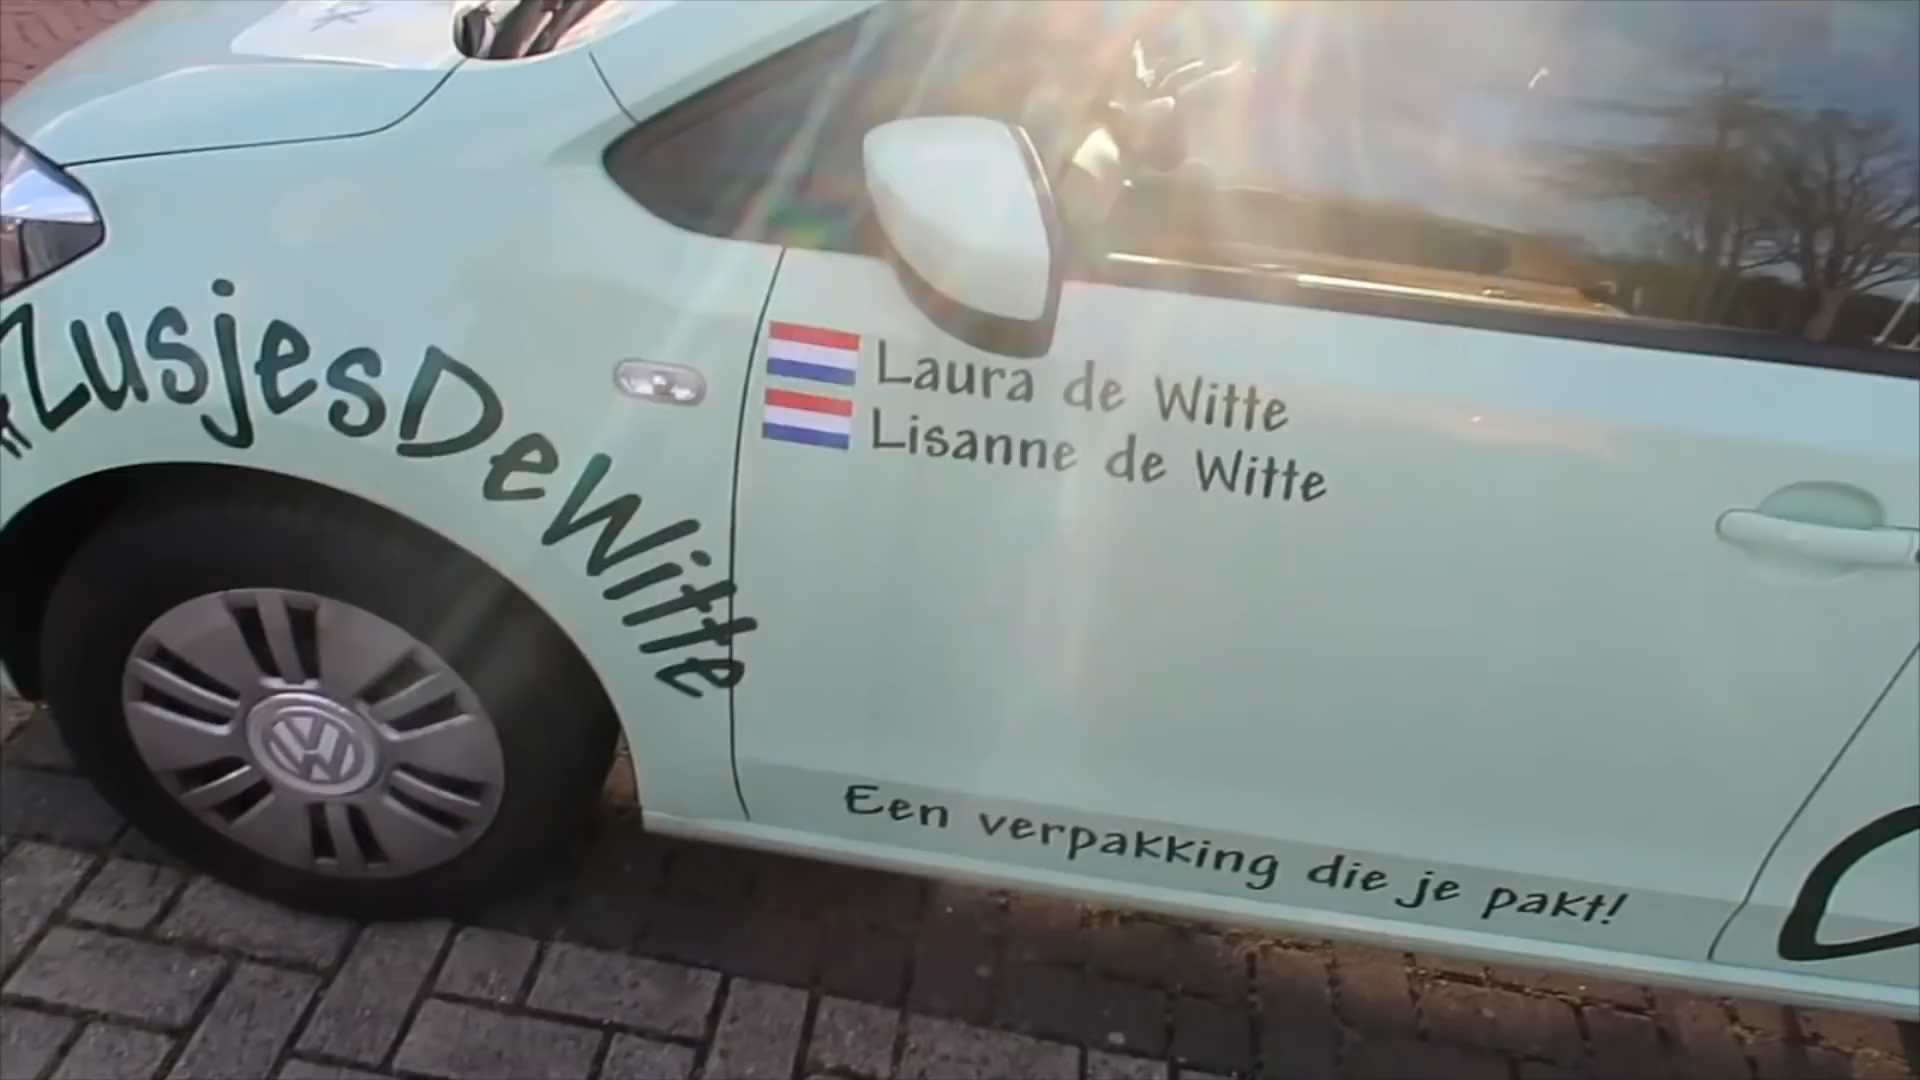 #ZusjesDeWitte
Laura de Witte
Lisanne de Witte
Een verpakking die je pakt!